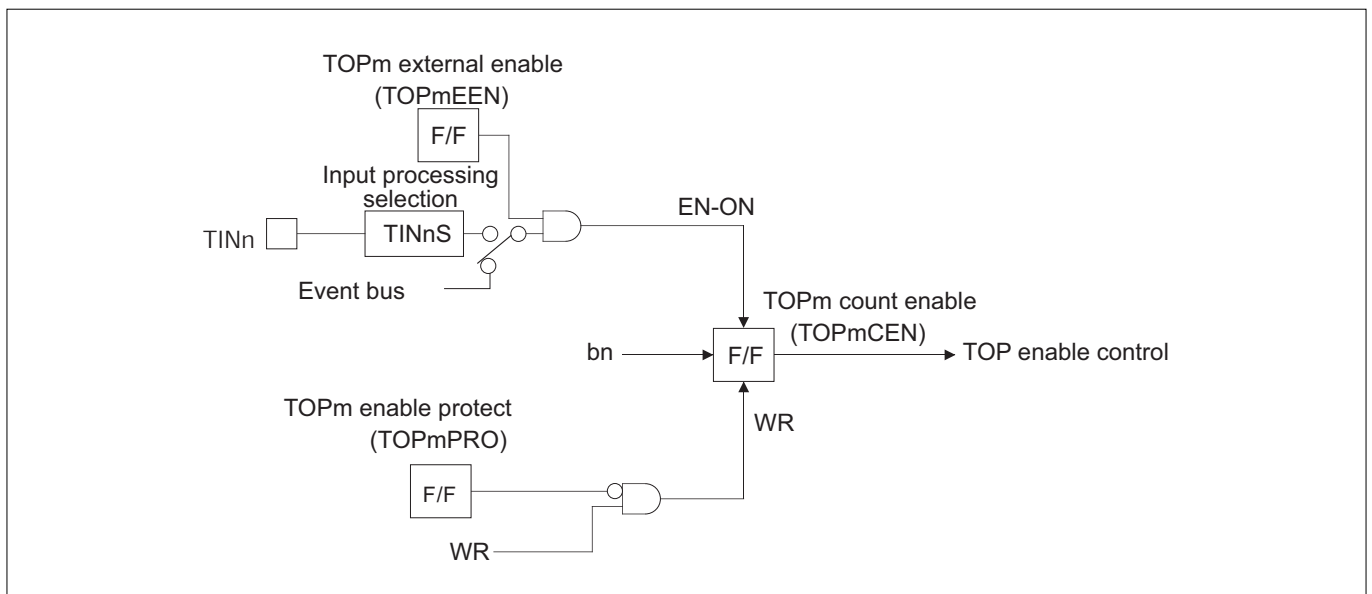 TOPm external enable
(TOPmEEN)
F/F
Input processing
selection
TINn
TINnS
EN-ON
Event bus
TOPm count enable
(TOPmCEN)
bn
F/F
TOP enable control
TOPm enable protect
(TOPmPRO)
WR
F/F
WR